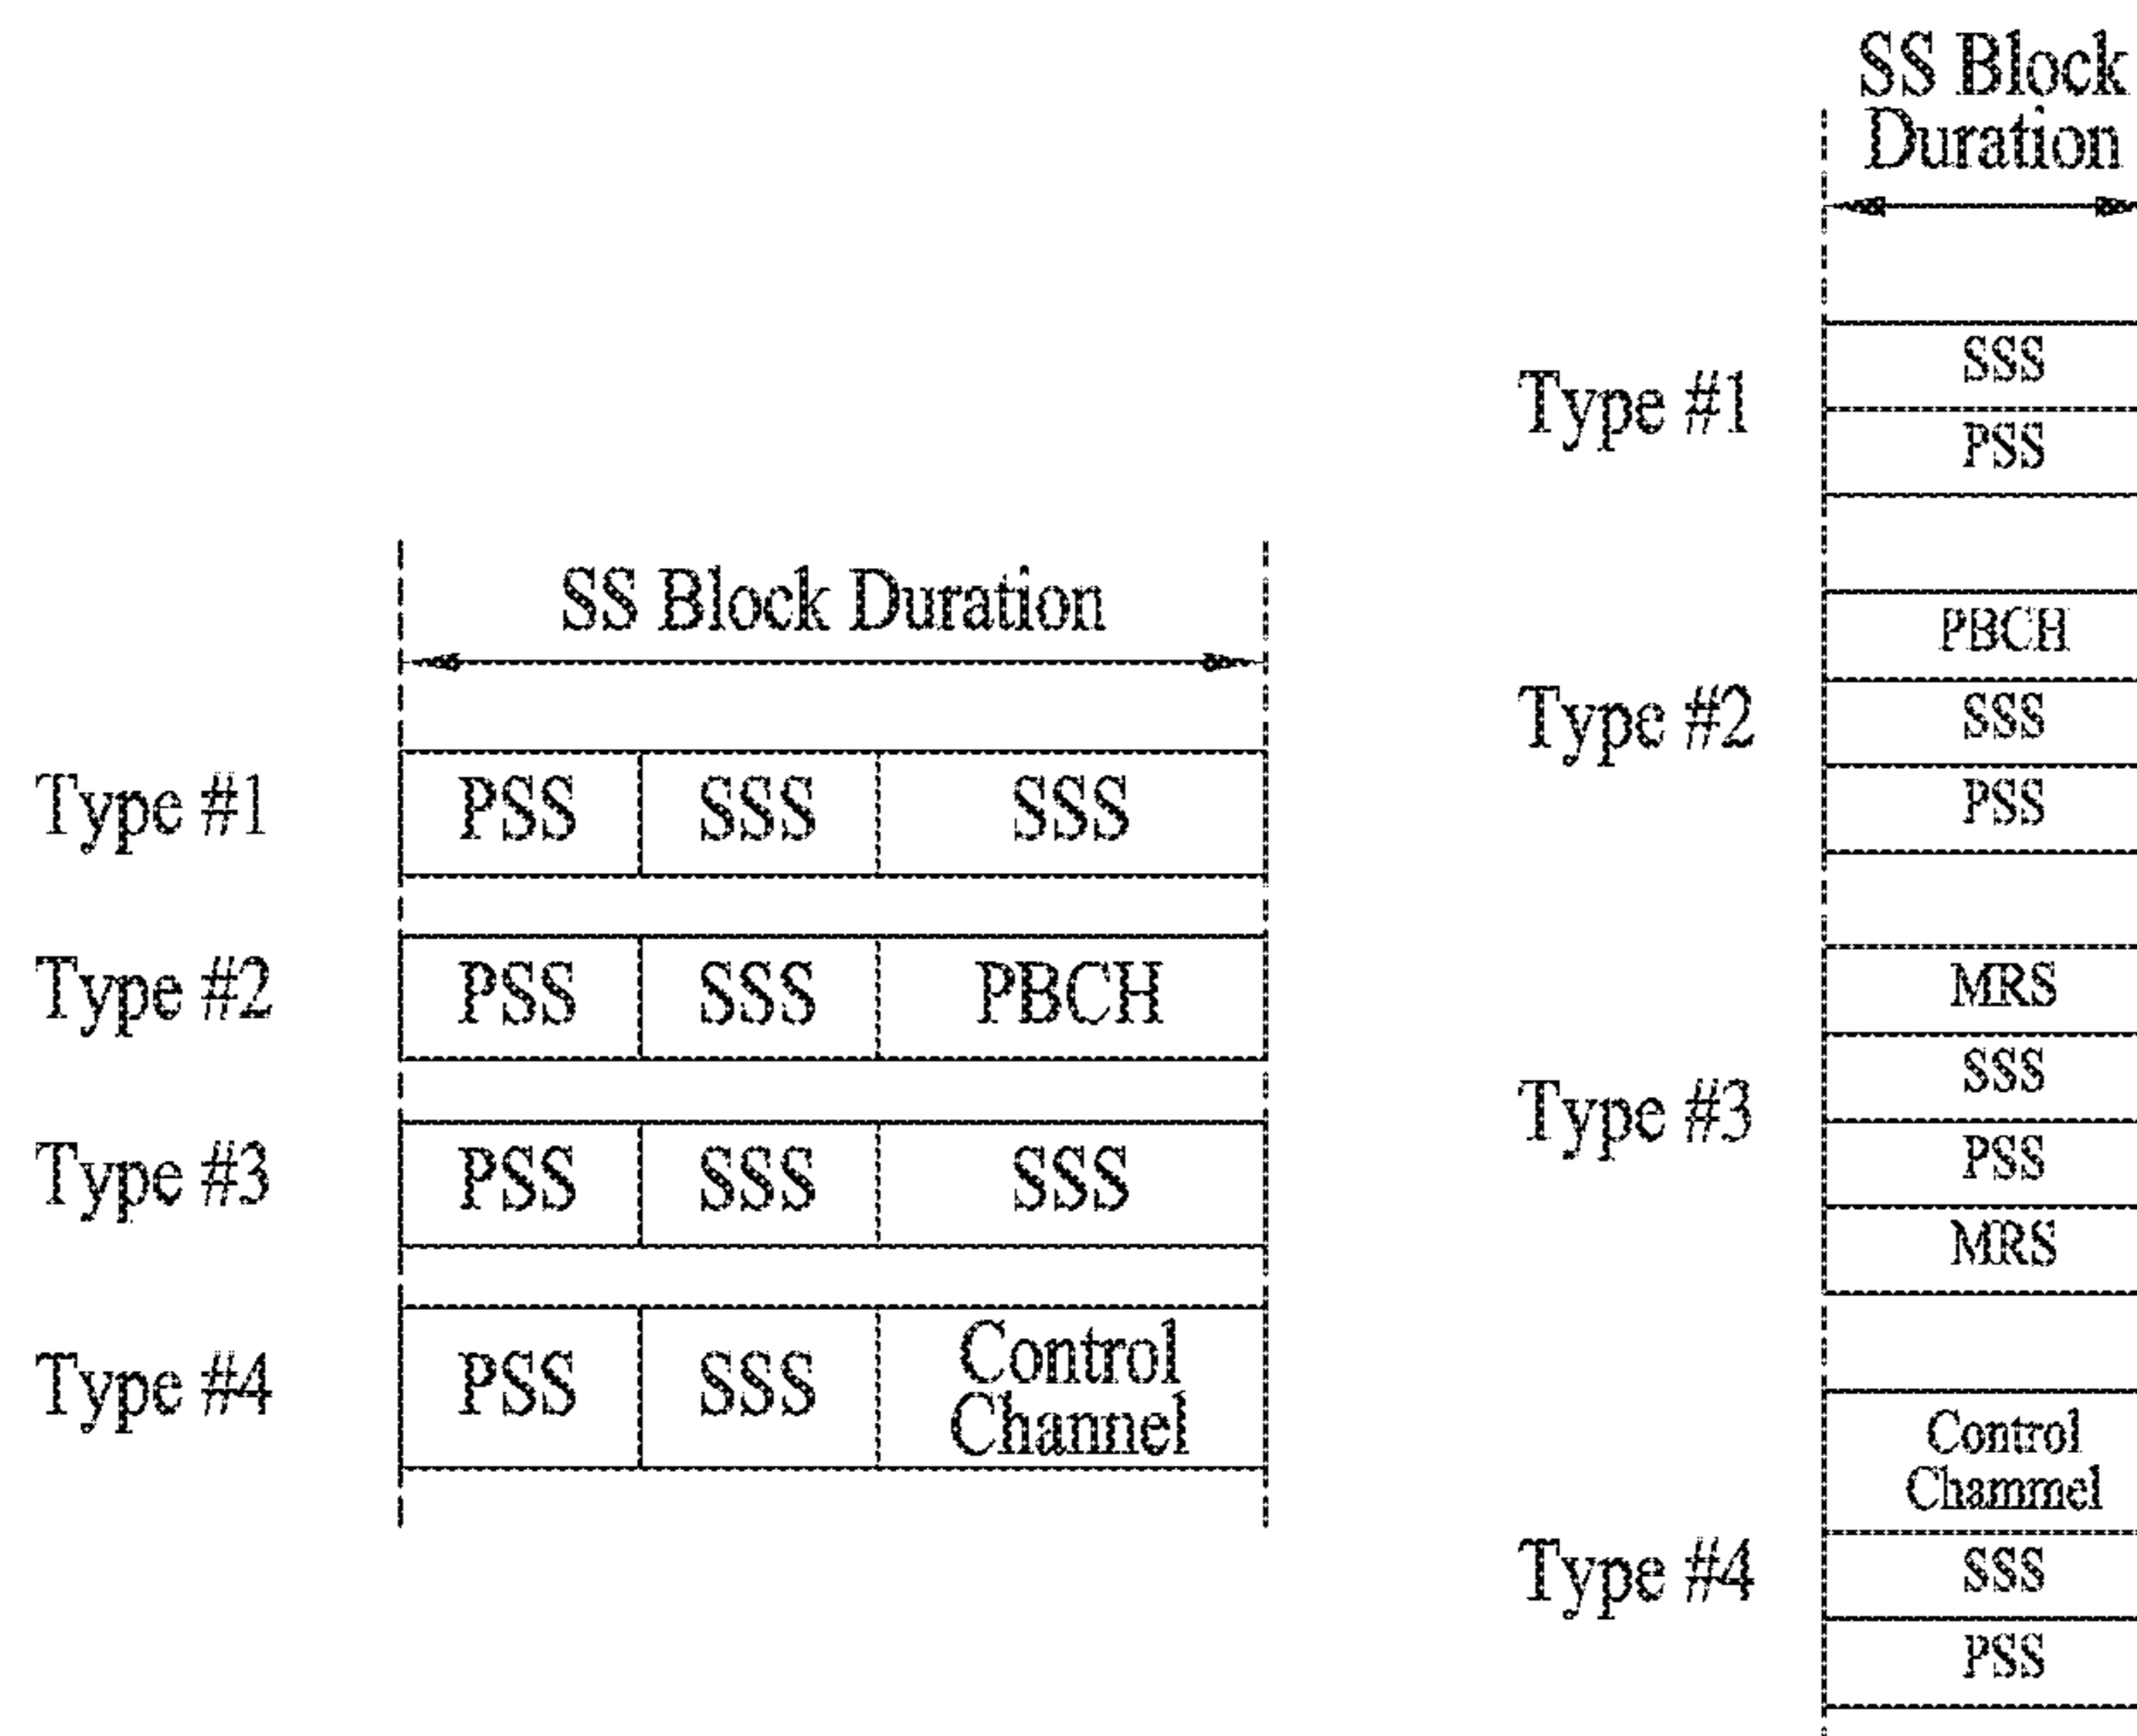 SS Block Duration
Type #1
PSS SSS SSS
Type #2
PSS SSS PBCH
Type #3
PSS SSS SSS
Type #4
PSS SSS Control
Channel
SS Block
Duration
Type #1
SSS
PSS
Type #2
PBCH
SSS
PSS
Type #3
MRS
SSS
PSS
MRS
Type #4
Control
Chammel
SSS
PSS